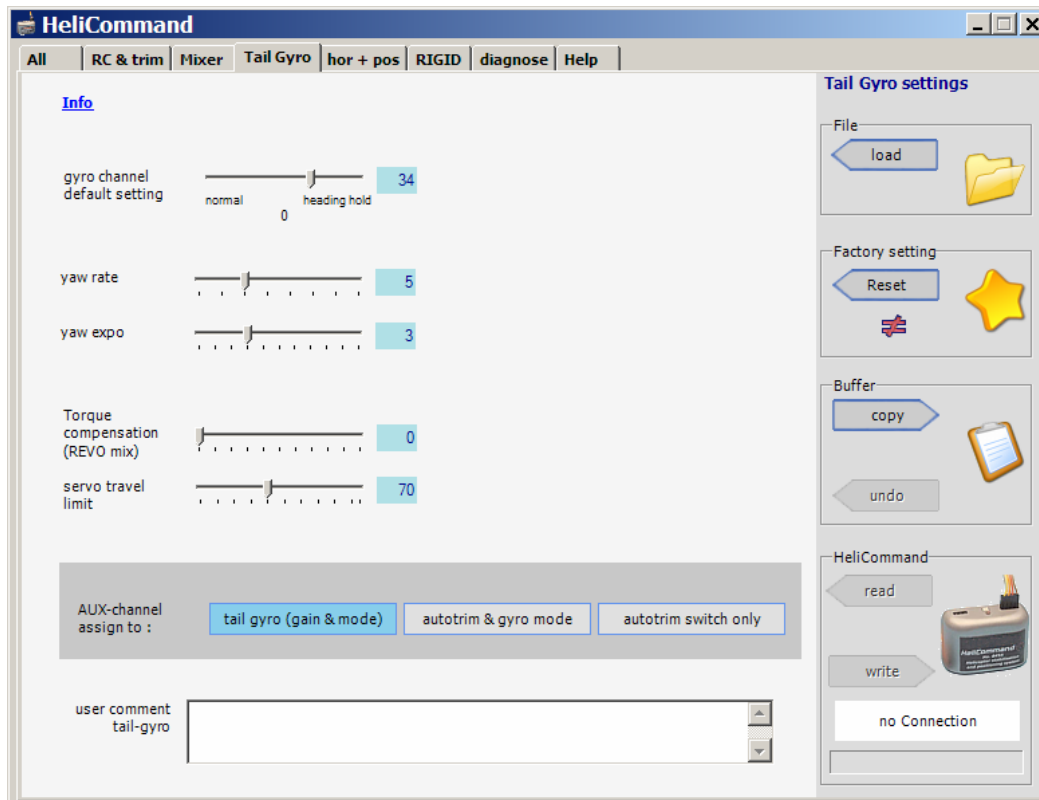 HeliCommand
All RC & trim Mixer Tail Gyro hor + pos RIGID diagnose Help
Info
gyro channel
default setting
34
normal heading hold
0
yaw rate
5
yaw expo
3
Torque
compensation
(REVO mix)
0
servo travel
limit
70
AUX-channel
assign to :
tail gyro (gain & mode) autotrim & gyro mode autotrim switch only
user comment
tail-gyro
Tail Gyro settings
File
load
Factory setting
Reset
≠
Buffer
copy
undo
HeliCommand
read
HeliCommand
write
no Connection